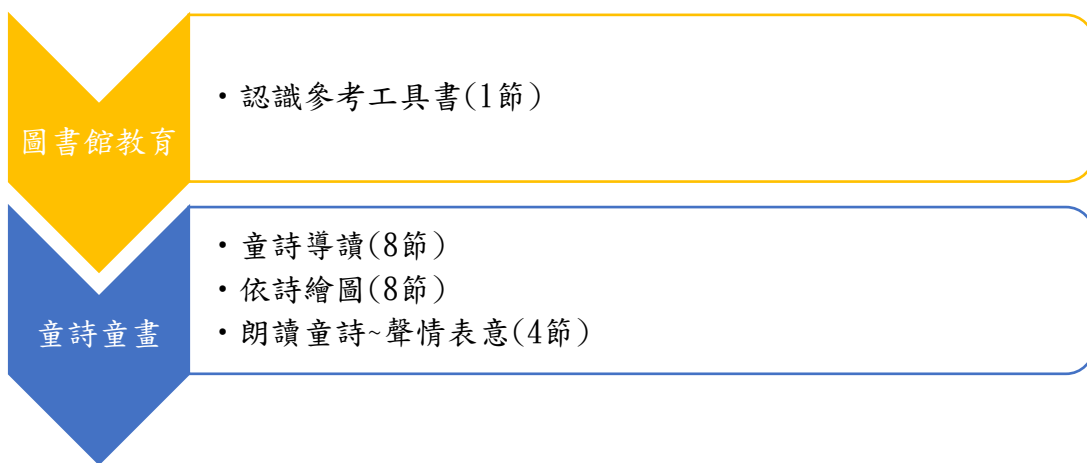 圖書館教育
・認識參考工具書(1節)
童詩童畫
・童詩導讀(8節)
・依詩繪圖(8節)
・朗讀童詩~聲情表意(4節)